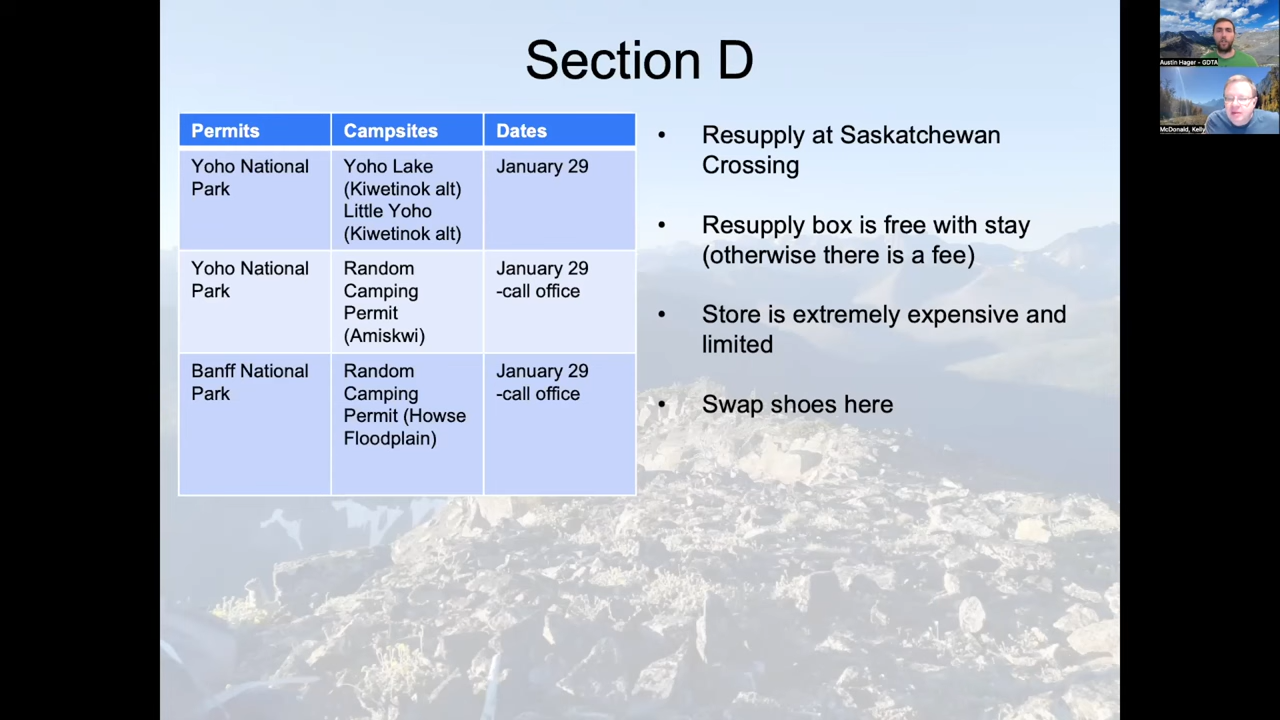 Section D
Permits
Campsites
Dates
Yoho National
Park
Yoho Lake
(Kiwetinok alt)
Little Yoho
(Kiwetinok alt)
January 29
Yoho National
Park
Random
Camping
Permit
(Amiskwi)
January 29
-call office
Banff National
Park
Random
Camping
Permit (Howse
Floodplain)
January 29
-call office
• Resupply at Saskatchewan
Crossing
• Resupply box is free with stay
(otherwise there is a fee)
• Store is extremely expensive and
limited
• Swap shoes here
Austin Hager - GDTA
McDonald, Kelly